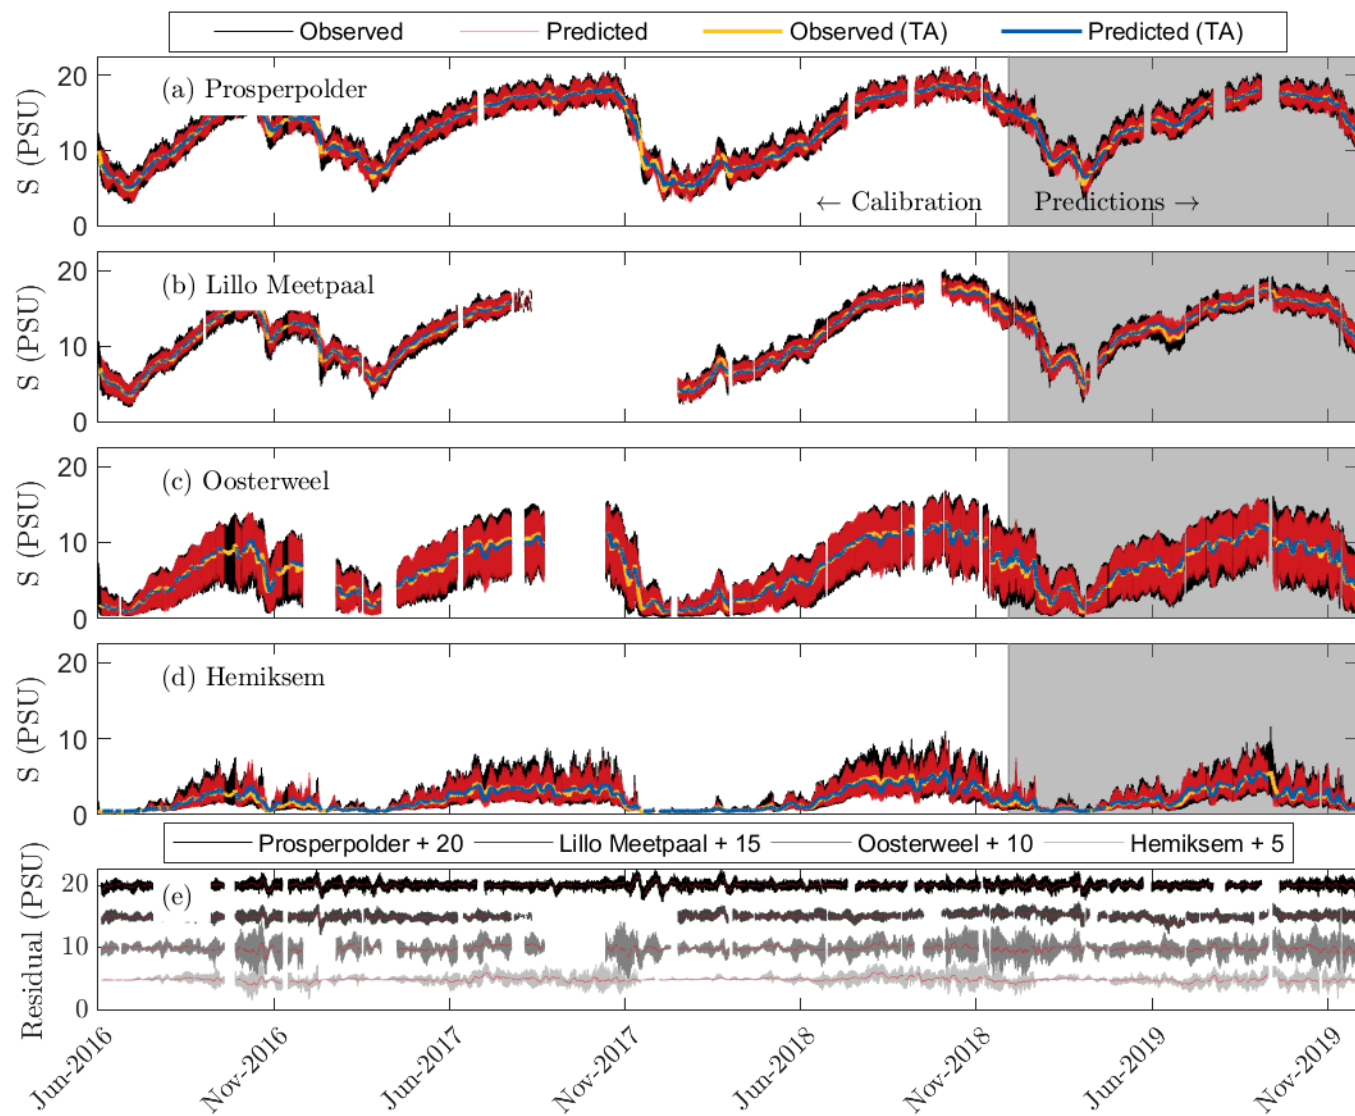 Observed Predicted Observed (TA) Predicted (TA)
20
(a) Prosperpolder
S (PSU)
10
← Calibration Predictions →
0
20
(b) Lillo Meetpaal
S (PSU)
10
0
20
(c) Oosterweel
S (PSU)
10
0
20
(d) Hemiksem
S (PSU)
10
0
Prosperpolder + 20 Lillo Meetpaal + 15 Oosterweel + 10 Hemiksem + 5
20
(e)
Residual (PSU)
10
0
Jun-2016 Nov-2016 Jun-2017 Nov-2017 Jun-2018 Nov-2018 Jun-2019 Nov-2019